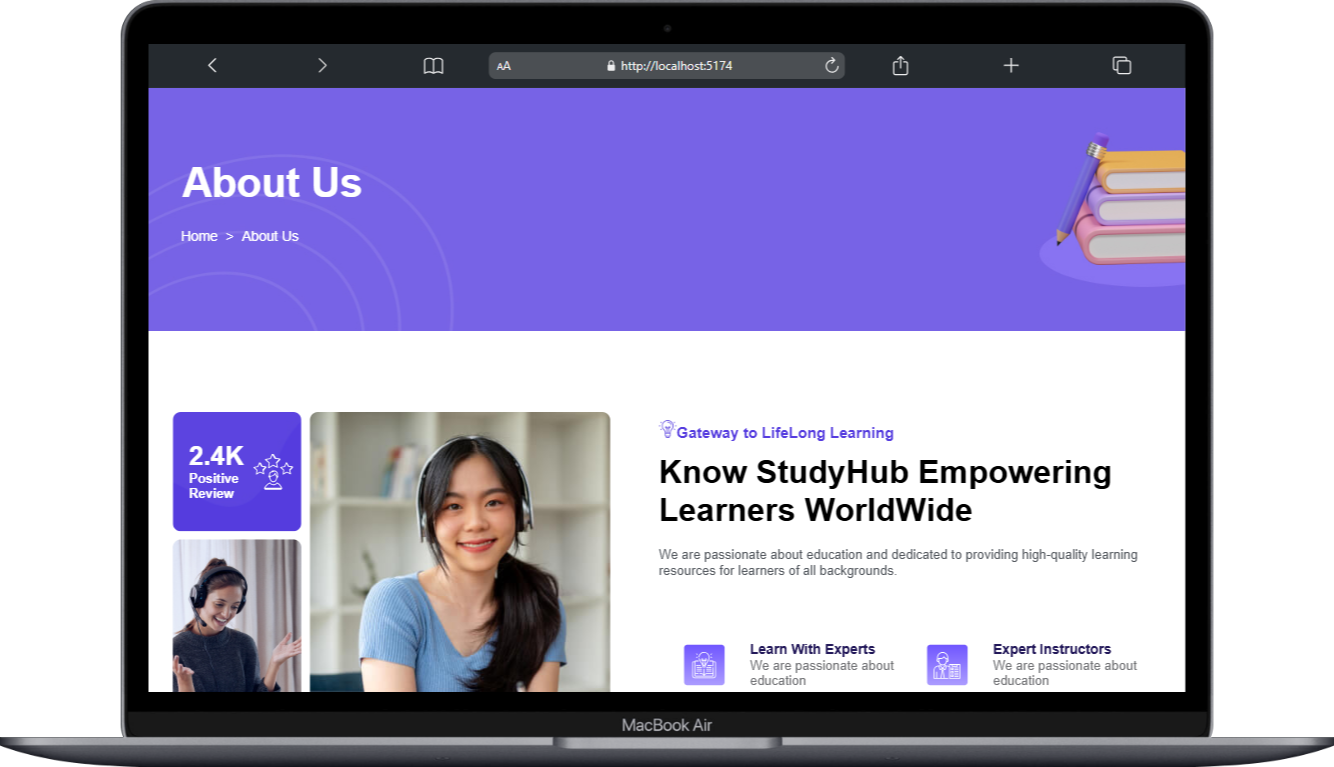 AA
http://localhost:5174
About Us
Home > About Us
2.4K
Positive
Review
Gateway to LifeLong Learning
Know StudyHub Empowering
Learners WorldWide
We are passionate about education and dedicated to providing high-quality learning
resources for learners of all backgrounds.
Learn With Experts
We are passionate about
education
Expert Instructors
We are passionate about
education
MacBook Air